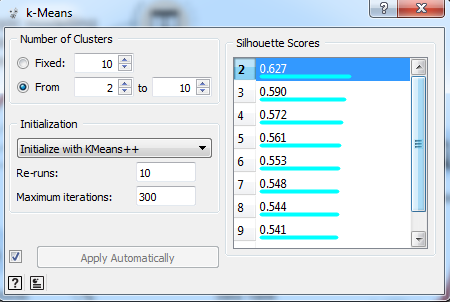 k-Means
Number of Clusters
Fixed: 10
From 2 to 10
Initialization
Initialize with KMeans++
Re-runs: 10
Maximum iterations: 300
Apply Automatically
Silhouette Scores
2 0.627
3 0.590
4 0.572
5 0.561
6 0.553
7 0.548
8 0.544
9 0.541